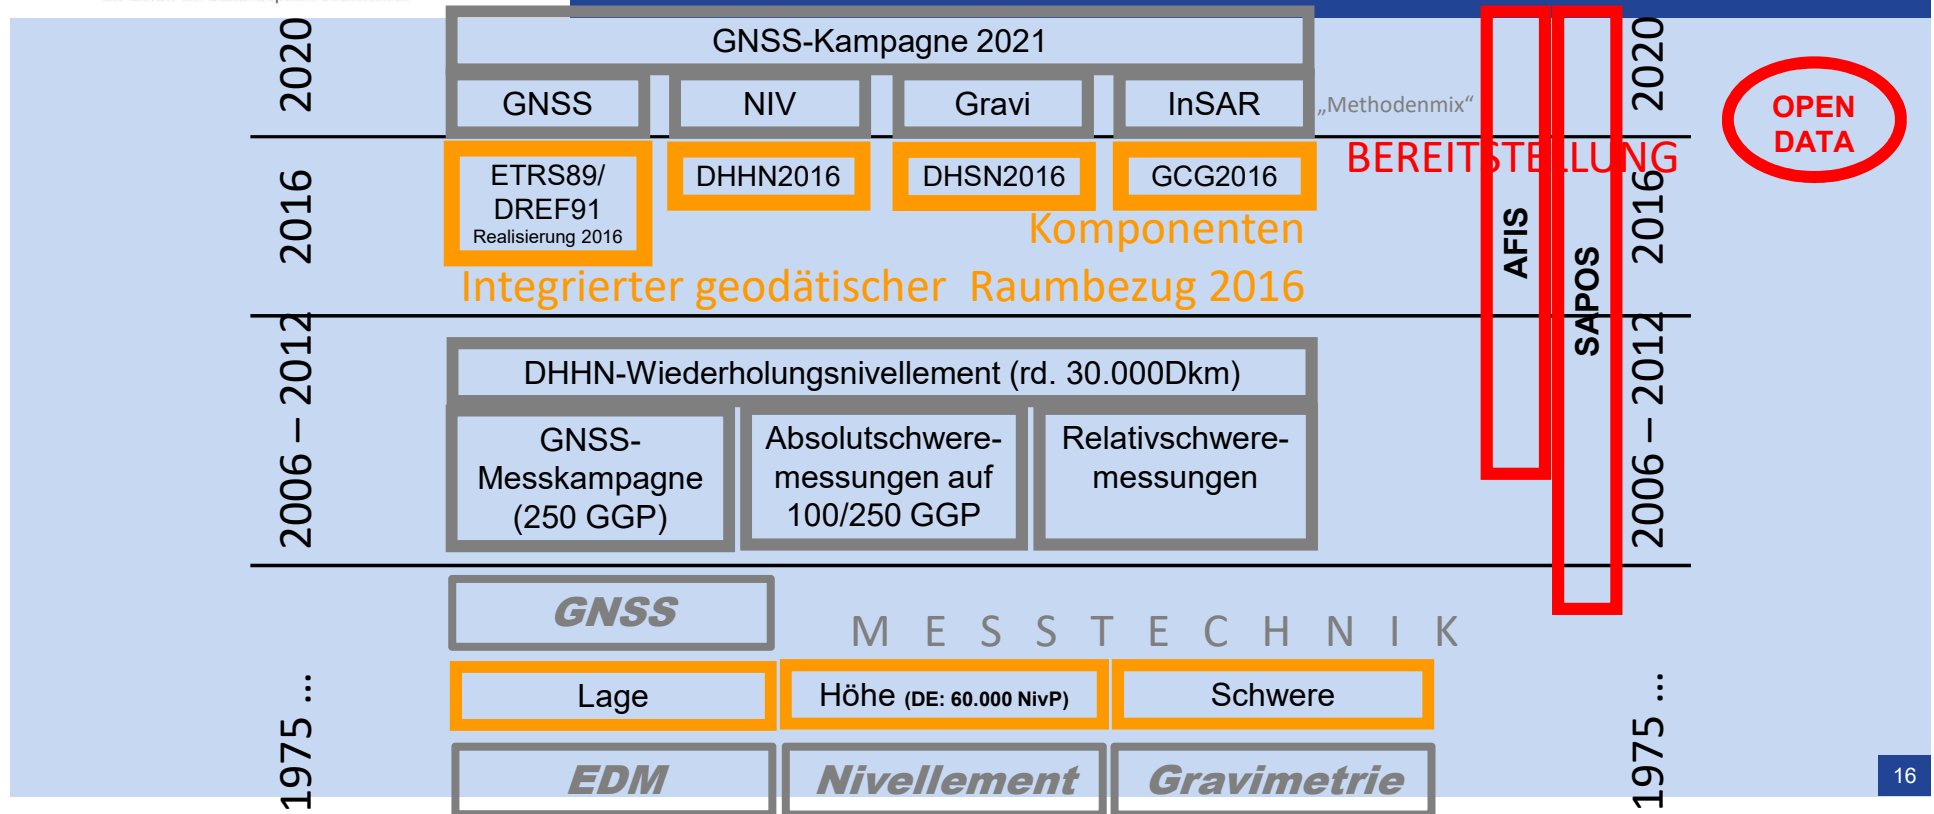 2020
GNSS-Kampagne 2021
GNSS
NIV
Gravi
InSAR
„Methodenmix“
2020
OPEN
DATA
BEREITSTELLUNG
2016
ETRS89/
DREF91
Realisierung 2016
DHHN2016
DHSN2016
GCG2016
Komponenten
Integrierter geodätischer Raumbezug 2016
AFIS
SAPOS
2016
2006 – 2012
DHHN-Wiederholungsnivellement (rd. 30.000Dkm)
GNSS-
Messkampagne
(250 GGP)
Absolutschwere-
messungen auf
100/250 GGP
Relativschwere-
messungen
2006 – 2012
1975 ...
GNSS
MESSTECHNIK
Lage
Höhe (DE: 60.000 NivP)
Schwere
EDM
Nivellement
Gravimetrie
1975 ...
16